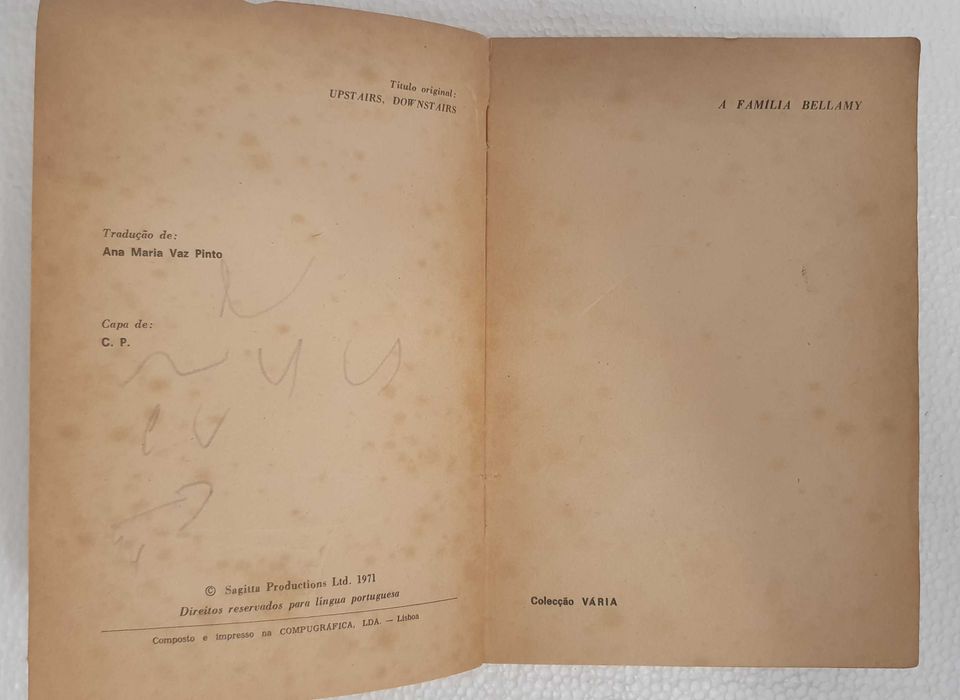 Título original:
UPSTAIRS, DOWNSTAIRS
Tradução de:
Ana Maria Vaz Pinto
Capa de:
C. P.
© Sagitta Productions Ltd. 1971
Direitos reservados para língua portuguesa
Composto e impresso na COMPUGRÁFICA, LDA. — Lisboa
A FAMÍLIA BELLAMY
Colecção VÁRIA